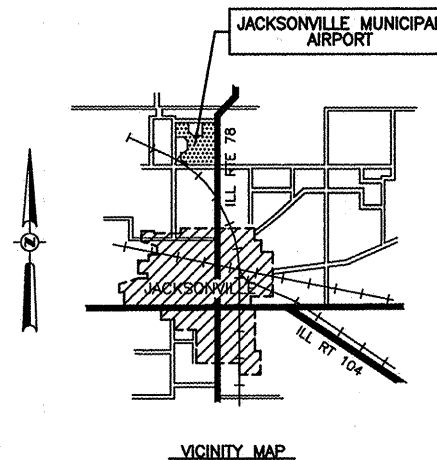 JACKSONVILLE MUNICIPAL
AIRPORT
ILL RTE 78
N
JACKSONVILLE
ILL RT 104
VICINITY MAP